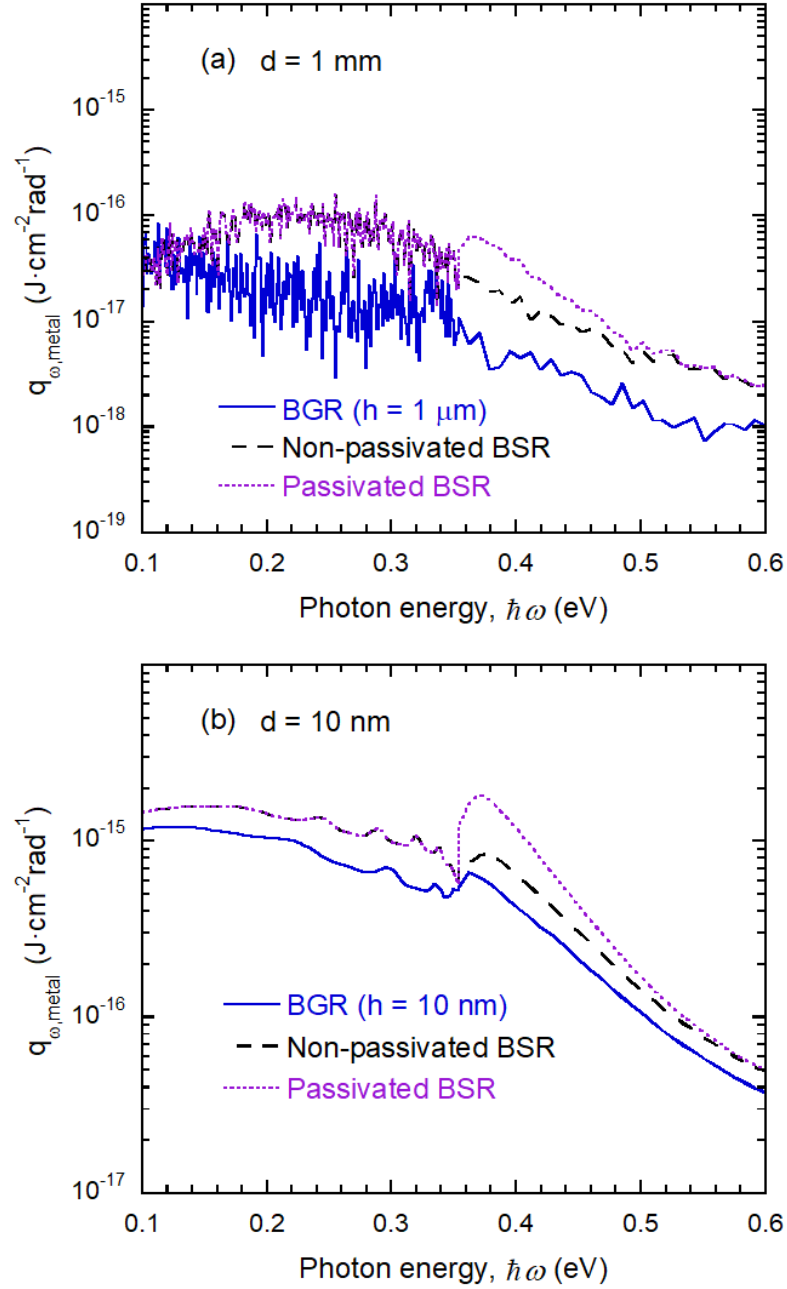 (a) d = 1 mm
10⁻¹⁵
10⁻¹⁶
10⁻¹⁷
10⁻¹⁸
10⁻¹⁹
q_ω,metal (J·cm⁻²rad⁻¹)
BGR (h = 1 μm)
Non-passivated BSR
Passivated BSR
0.1 0.2 0.3 0.4 0.5 0.6
Photon energy, ℏω (eV)
(b) d = 10 nm
10⁻¹⁵
10⁻¹⁶
10⁻¹⁷
q_ω,metal (J·cm⁻²rad⁻¹)
BGR (h = 10 nm)
Non-passivated BSR
Passivated BSR
0.1 0.2 0.3 0.4 0.5 0.6
Photon energy, ℏω (eV)